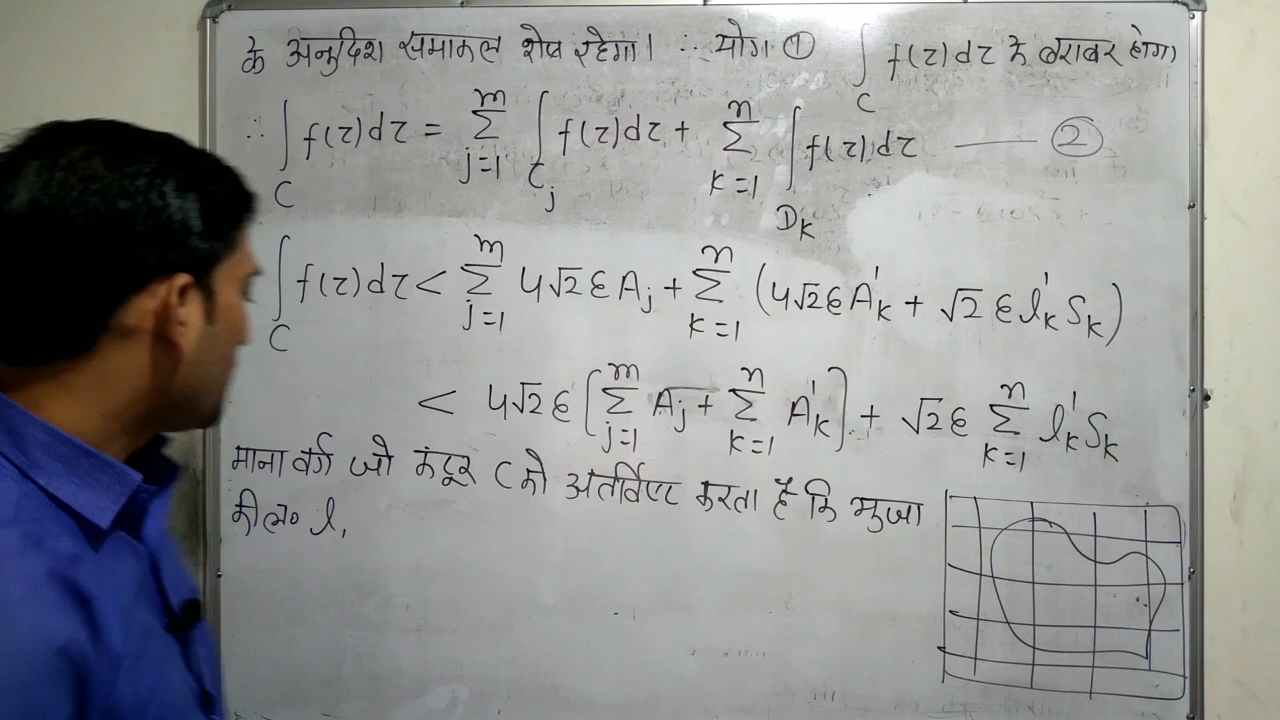 के अनुदिश समाकल शेष रहेगा। ∴ योग ① ∫_C f(z)dz के बराबर होगा
∴ ∫_C f(z)dz = Σ_{j=1}^{m} ∫_{C_j} f(z)dz + Σ_{k=1}^{n} ∫_{D_k} f(z)dz —— ②
∫_C f(z)dz < Σ_{j=1}^{m} 4√2 ε A_j + Σ_{k=1}^{n} (4√2 ε A'_k + √2 ε l'_k S_k)
< 4√2 ε [Σ_{j=1}^{m} A_j + Σ_{k=1}^{n} A'_k] + √2 ε Σ_{k=1}^{n} l'_k S_k
माना वर्ग जो कंटूर C को अंतर्विष्ट करता है कि भुजा
की ल० l,